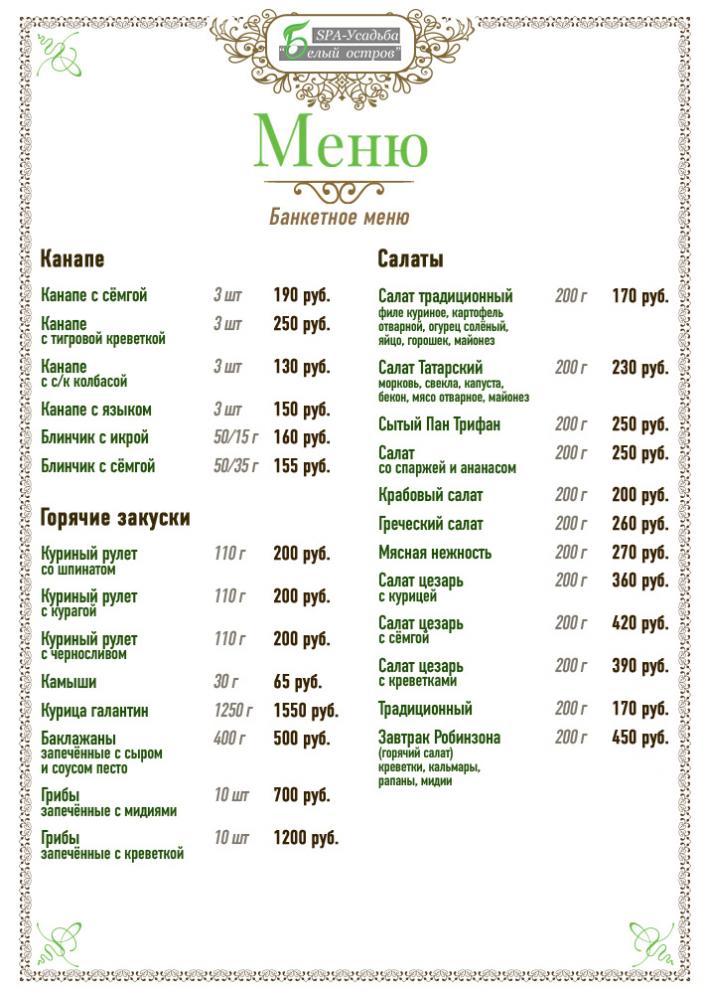 SPA-Усадьба
"Белый остров"
Меню
Банкетное меню
Канапе
Канапе с сёмгой 3 шт 190 руб.
Канапе 3 шт 250 руб.
с тигровой креветкой
Канапе 3 шт 130 руб.
с с/к колбасой
Канапе с языком 3 шт 150 руб.
Блинчик с икрой 50/15 г 160 руб.
Блинчик с сёмгой 50/35 г 155 руб.
Горячие закуски
Куриный рулет 110 г 200 руб.
со шпинатом
Куриный рулет 110 г 200 руб.
с курагой
Куриный рулет 110 г 200 руб.
с черносливом
Камыши 30 г 65 руб.
Курица галантин 1250 г 1550 руб.
Баклажаны 400 г 500 руб.
запечённые с сыром
и соусом песто
Грибы 10 шт 700 руб.
запечённые с мидиями
Грибы 10 шт 1200 руб.
запечённые с креветкой
Салаты
Салат традиционный 200 г 170 руб.
филе куриное, картофель
отварной, огурец солёный,
яйцо, горошек, майонез
Салат Татарский 200 г 230 руб.
морковь, свекла, капуста,
бекон, мясо отварное, майонез
Сытый Пан Трифан 200 г 250 руб.
Салат 200 г 250 руб.
со спаржей и ананасом
Крабовый салат 200 г 200 руб.
Греческий салат 200 г 260 руб.
Мясная нежность 200 г 270 руб.
Салат цезарь 200 г 360 руб.
с курицей
Салат цезарь 200 г 420 руб.
с сёмгой
Салат цезарь 200 г 390 руб.
с креветками
Традиционный 200 г 170 руб.
Завтрак Робинзона 200 г 450 руб.
(горячий салат)
креветки, кальмары,
рапаны, мидии